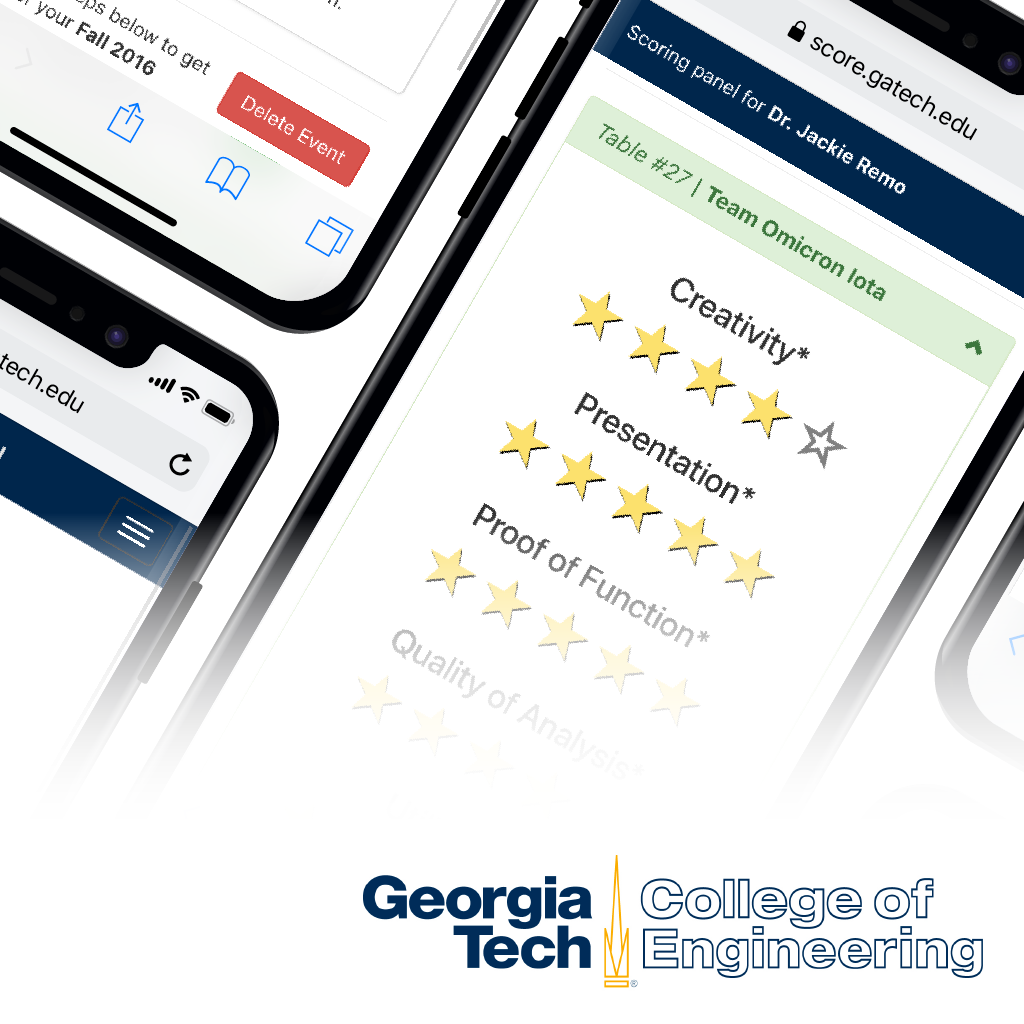 below to get
your Fall 2016
Delete Event
score.gatech.edu
Scoring panel for Dr. Jackie Remo
Table #27 | Team Omicron Iota
Creativity*
Presentation*
Proof of Function*
Quality of Analysis*
tech.edu
Georgia
Tech
®
College of
Engineering